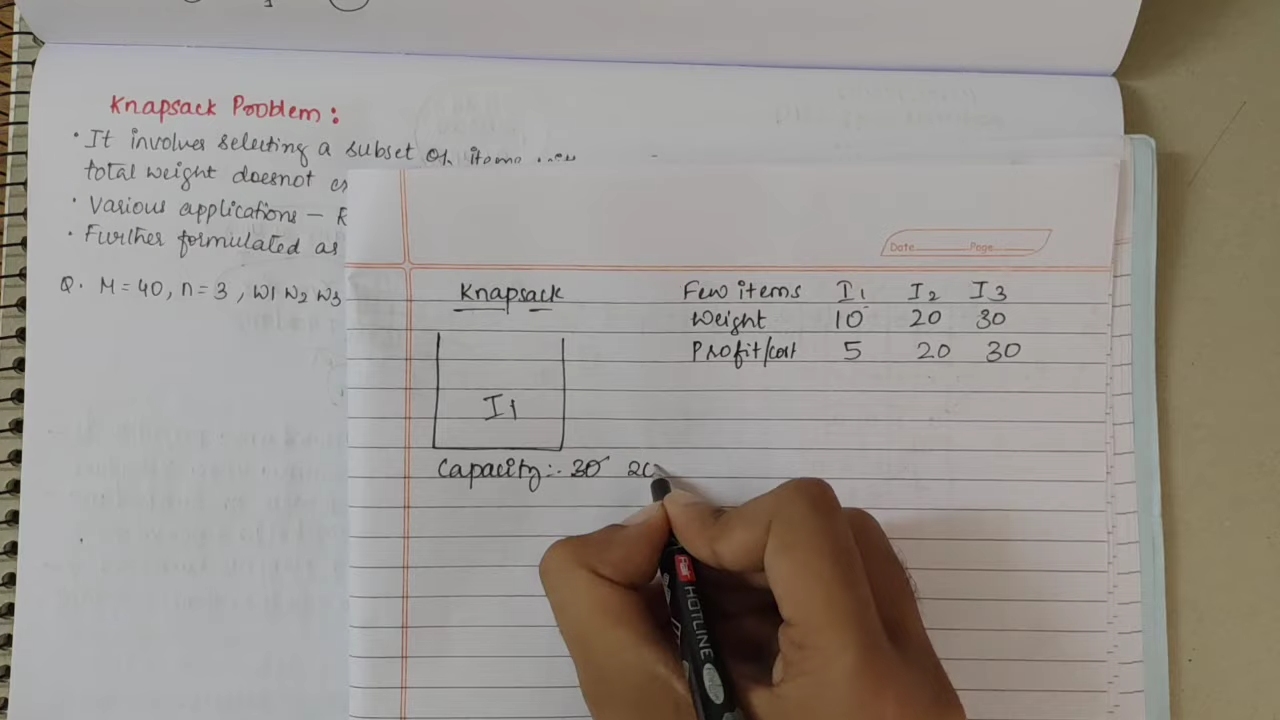 Knapsack Problem:
• It involves selecting a subset of items
total weight doesnot
• Various applications –
• Further formulated as
Q. M = 40, n = 3, w1 w2 w3
Date Page
Knapsack
I1
Capacity:- 30 20
Few items I1 I2 I3
Weight 10 20 30
Profit/cost 5 20 30
HOTLINE